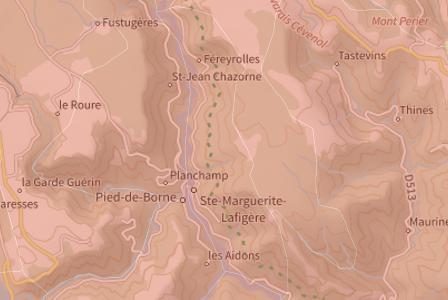 Fustugères
Vivarais Cévenol
Mont Perier
Féreyrolles
Tastevins
St-Jean Chazorne
le Roure
Thines
Planchamp
la Garde Guérin
D513
Pied-de-Borne
Ste-Marguerite-
Lafigère
aresses
Maurine
les Aidons